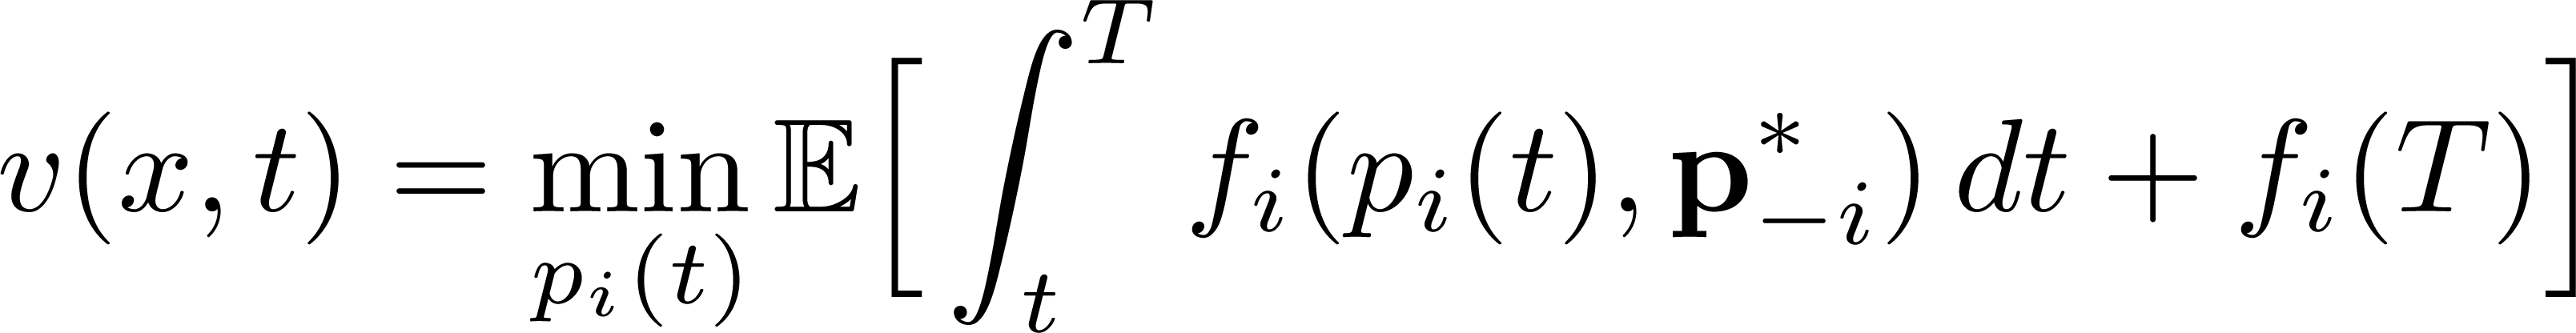 v(x, t) = \min_{p_i(t)} \mathbb{E}\Big[\int_t^T f_i(p_i(t), \mathbf{p}^*_{-i}) \, dt + f_i(T)\Big]